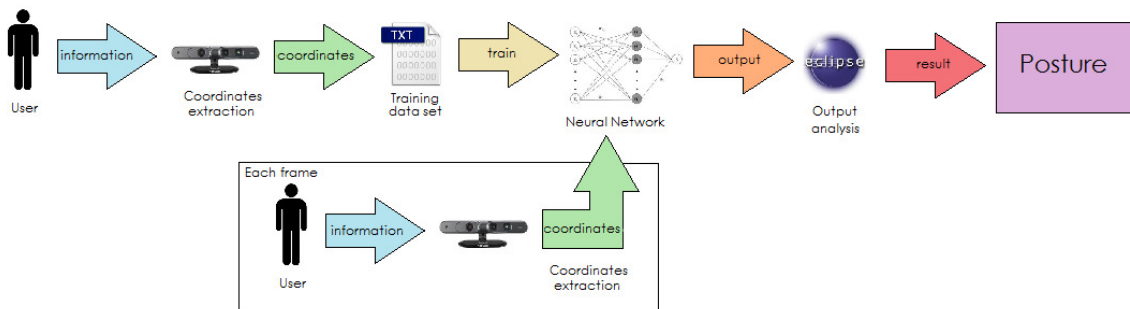 information
User
Coordinates
extraction
coordinates
TXT
Training
data set
train
Neural Network
output
eclipse
Output
analysis
result
Posture
Each frame
User
information
coordinates
Coordinates
extraction